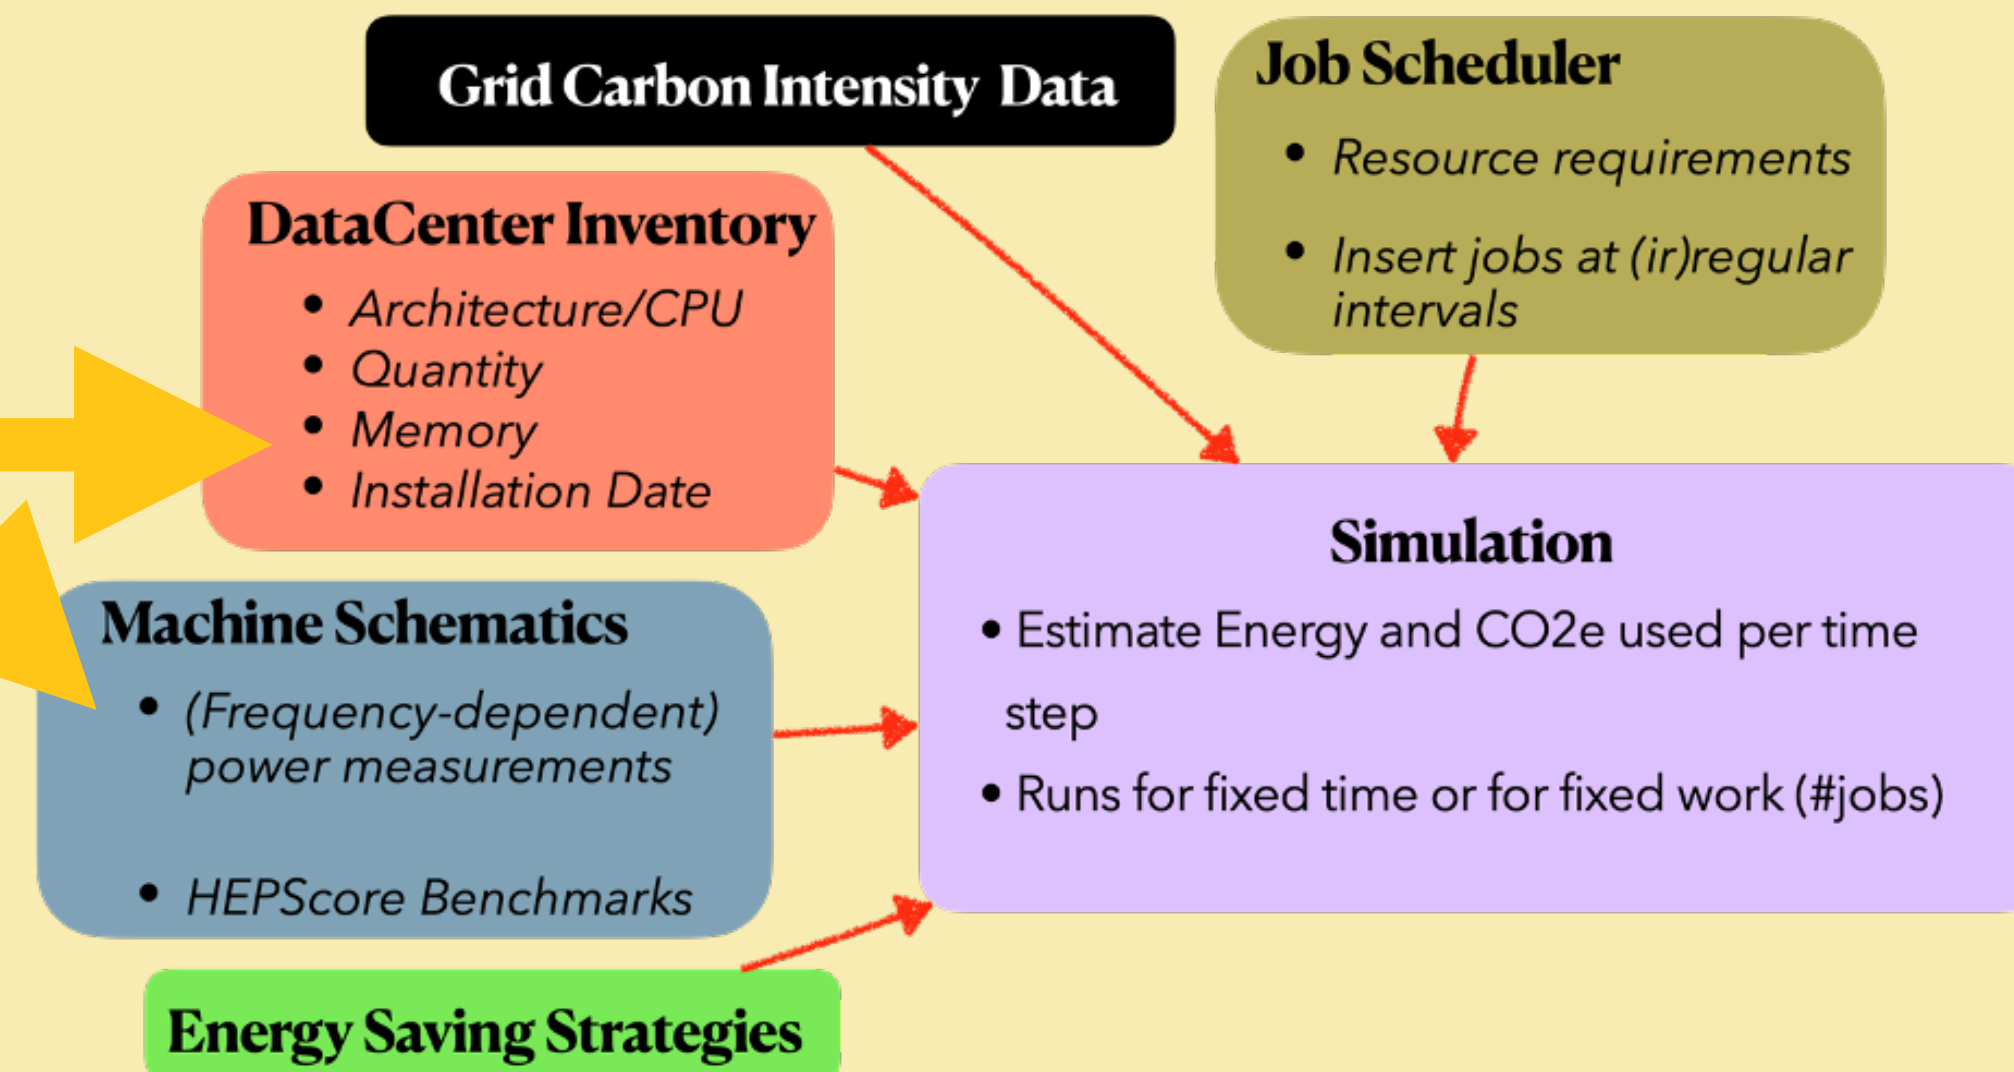 Grid Carbon Intensity Data
Job Scheduler
• Resource requirements
• Insert jobs at (ir)regular
intervals
DataCenter Inventory
• Architecture/CPU
• Quantity
• Memory
• Installation Date
Machine Schematics
• (Frequency-dependent)
power measurements
• HEPScore Benchmarks
Simulation
• Estimate Energy and CO2e used per time
step
• Runs for fixed time or for fixed work (#jobs)
Energy Saving Strategies